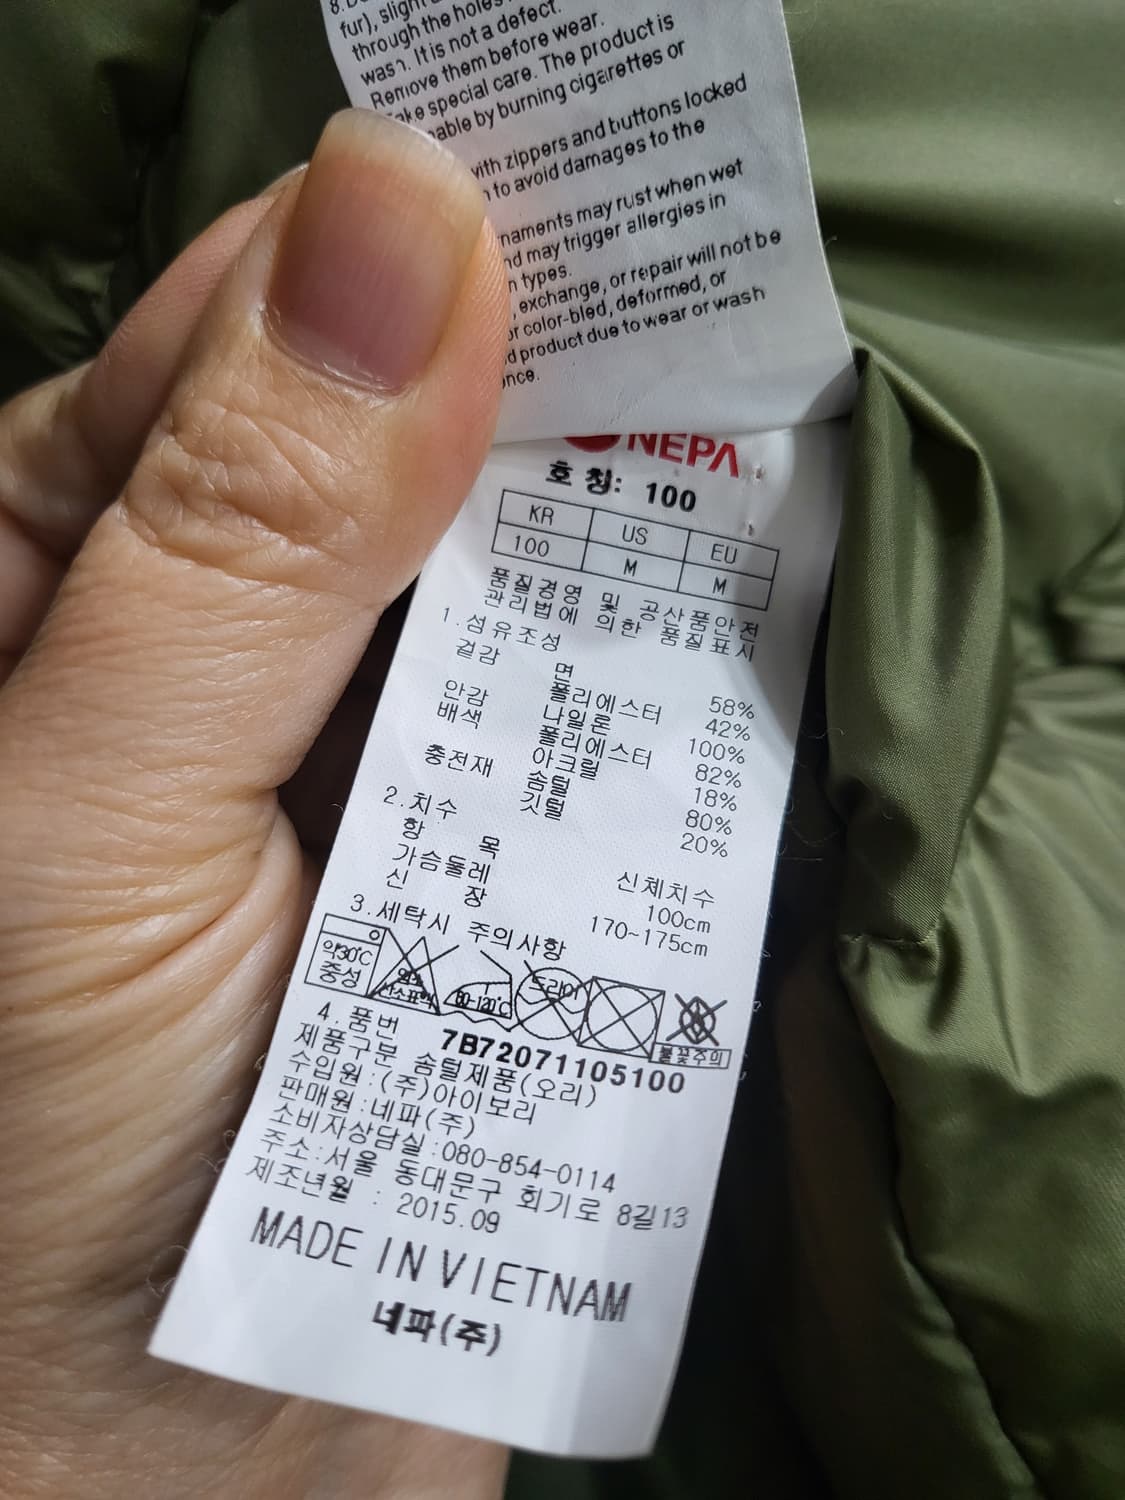 8.
fur), slight
through the holes
wash. It is not a defect.
Remove them before wear.
Take special care. The product is
by burning cigarettes or
with zippers and buttons locked
to avoid damages to the
may rust when wet
and may trigger allergies in
types.
exchange, or repair will not be
or color-bled, deformed, or
product due to wear or wash
NEPA
호 칭: 100
KR US EU
100 M M
품질경영 및 공산품안전
관리법에 의한 품질표시
1.섬유조성
겉감 면 58%
폴리에스터 42%
안감 나일론 100%
배색 폴리에스터 82%
아크릴 18%
충전재 솜털 80%
깃털 20%
2.치수
항 목 신체치수
가슴둘레 100cm
신 장 170~175cm
3.세탁시 주의사항
약30℃
중성
염소
산소표백
80-120℃
드라이
불꽃주의
4.품번 7B72071105100
제품구분 솜털제품(오리)
수입원:(주)아이보리
판매원:네파(주)
소비자상담실:080-854-0114
주소:서울 동대문구 회기로 8길13
제조년월 : 2015.09
MADE IN VIETNAM
네파(주)